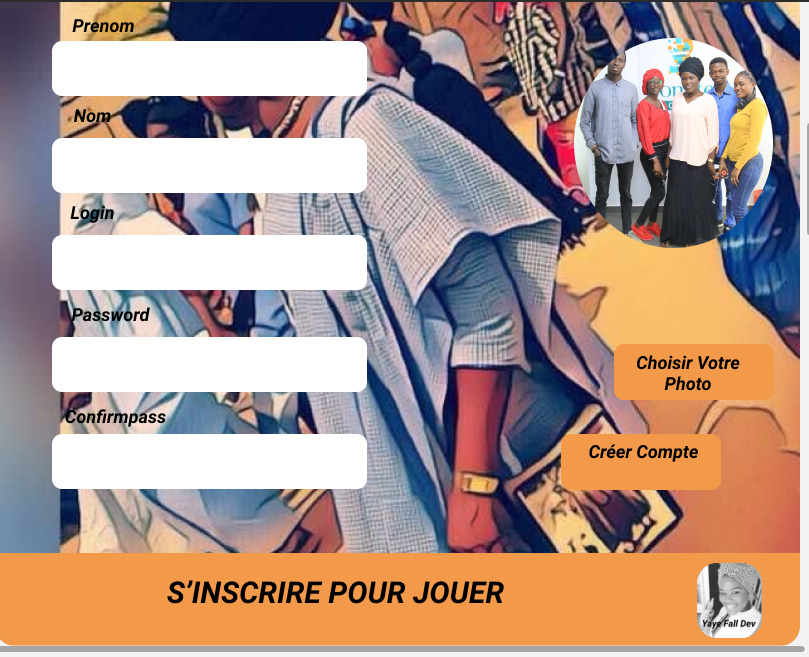 Prenom
Nom
Login
Password
Confirmpass
Choisir Votre
Photo
Créer Compte
S’INSCRIRE POUR JOUER
Yaye Fall Dev